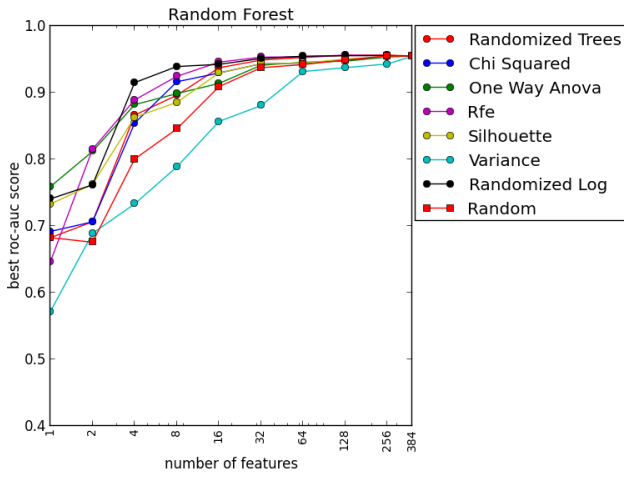 Random Forest
1.0
0.9
0.8
0.7
0.6
0.5
0.4
best roc-auc score
1 2 4 8 16 32 64 128 256 384
number of features
Randomized Trees
Chi Squared
One Way Anova
Rfe
Silhouette
Variance
Randomized Log
Random